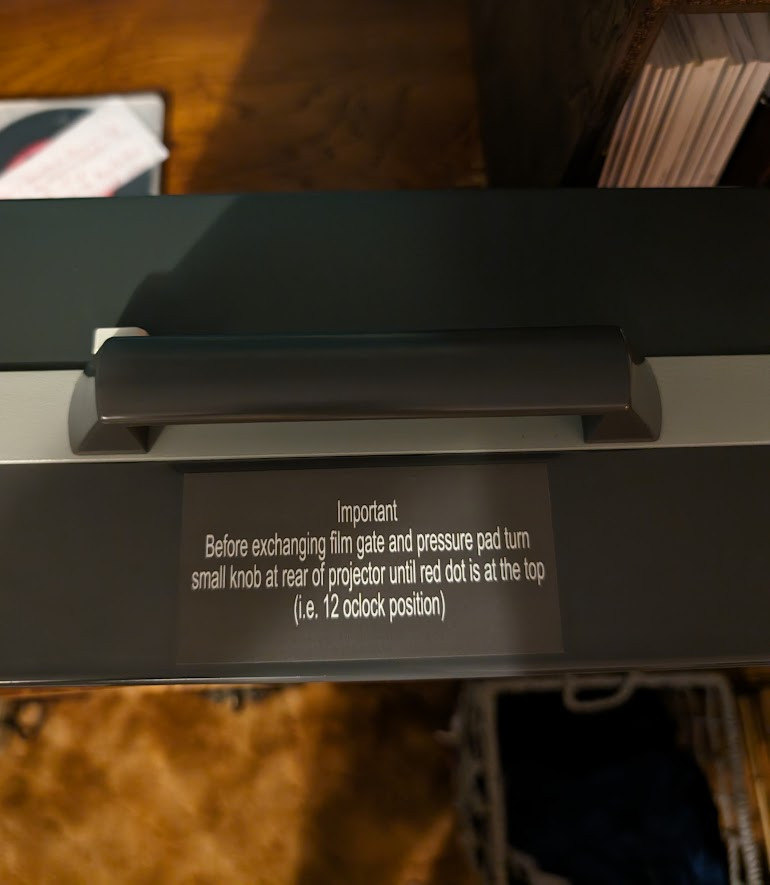 Important
Before exchanging film gate and pressure pad turn
small knob at rear of projector until red dot is at the top
(i.e. 12 oclock position)